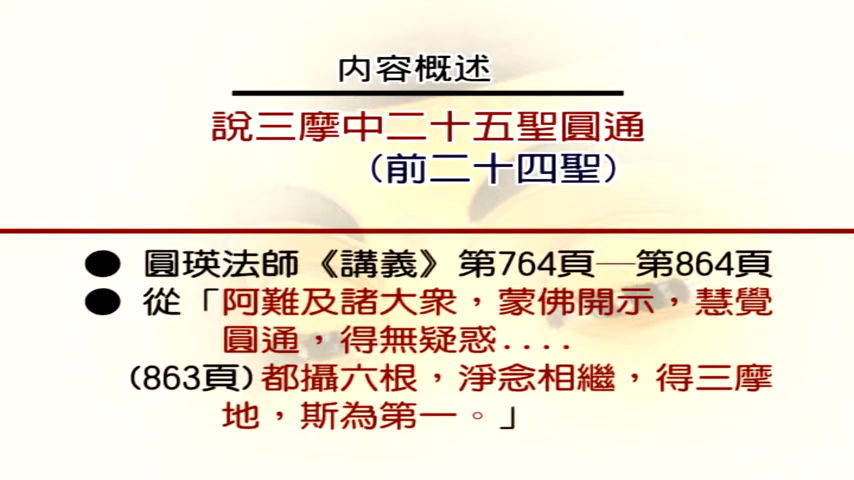 內容概述
說三摩中二十五聖圓通
(前二十四聖)
● 圓瑛法師《講義》第764頁─第864頁
● 從「阿難及諸大眾，蒙佛開示，慧覺
圓通，得無疑惑....
(863頁)都攝六根，淨念相繼，得三摩
地，斯為第一。」